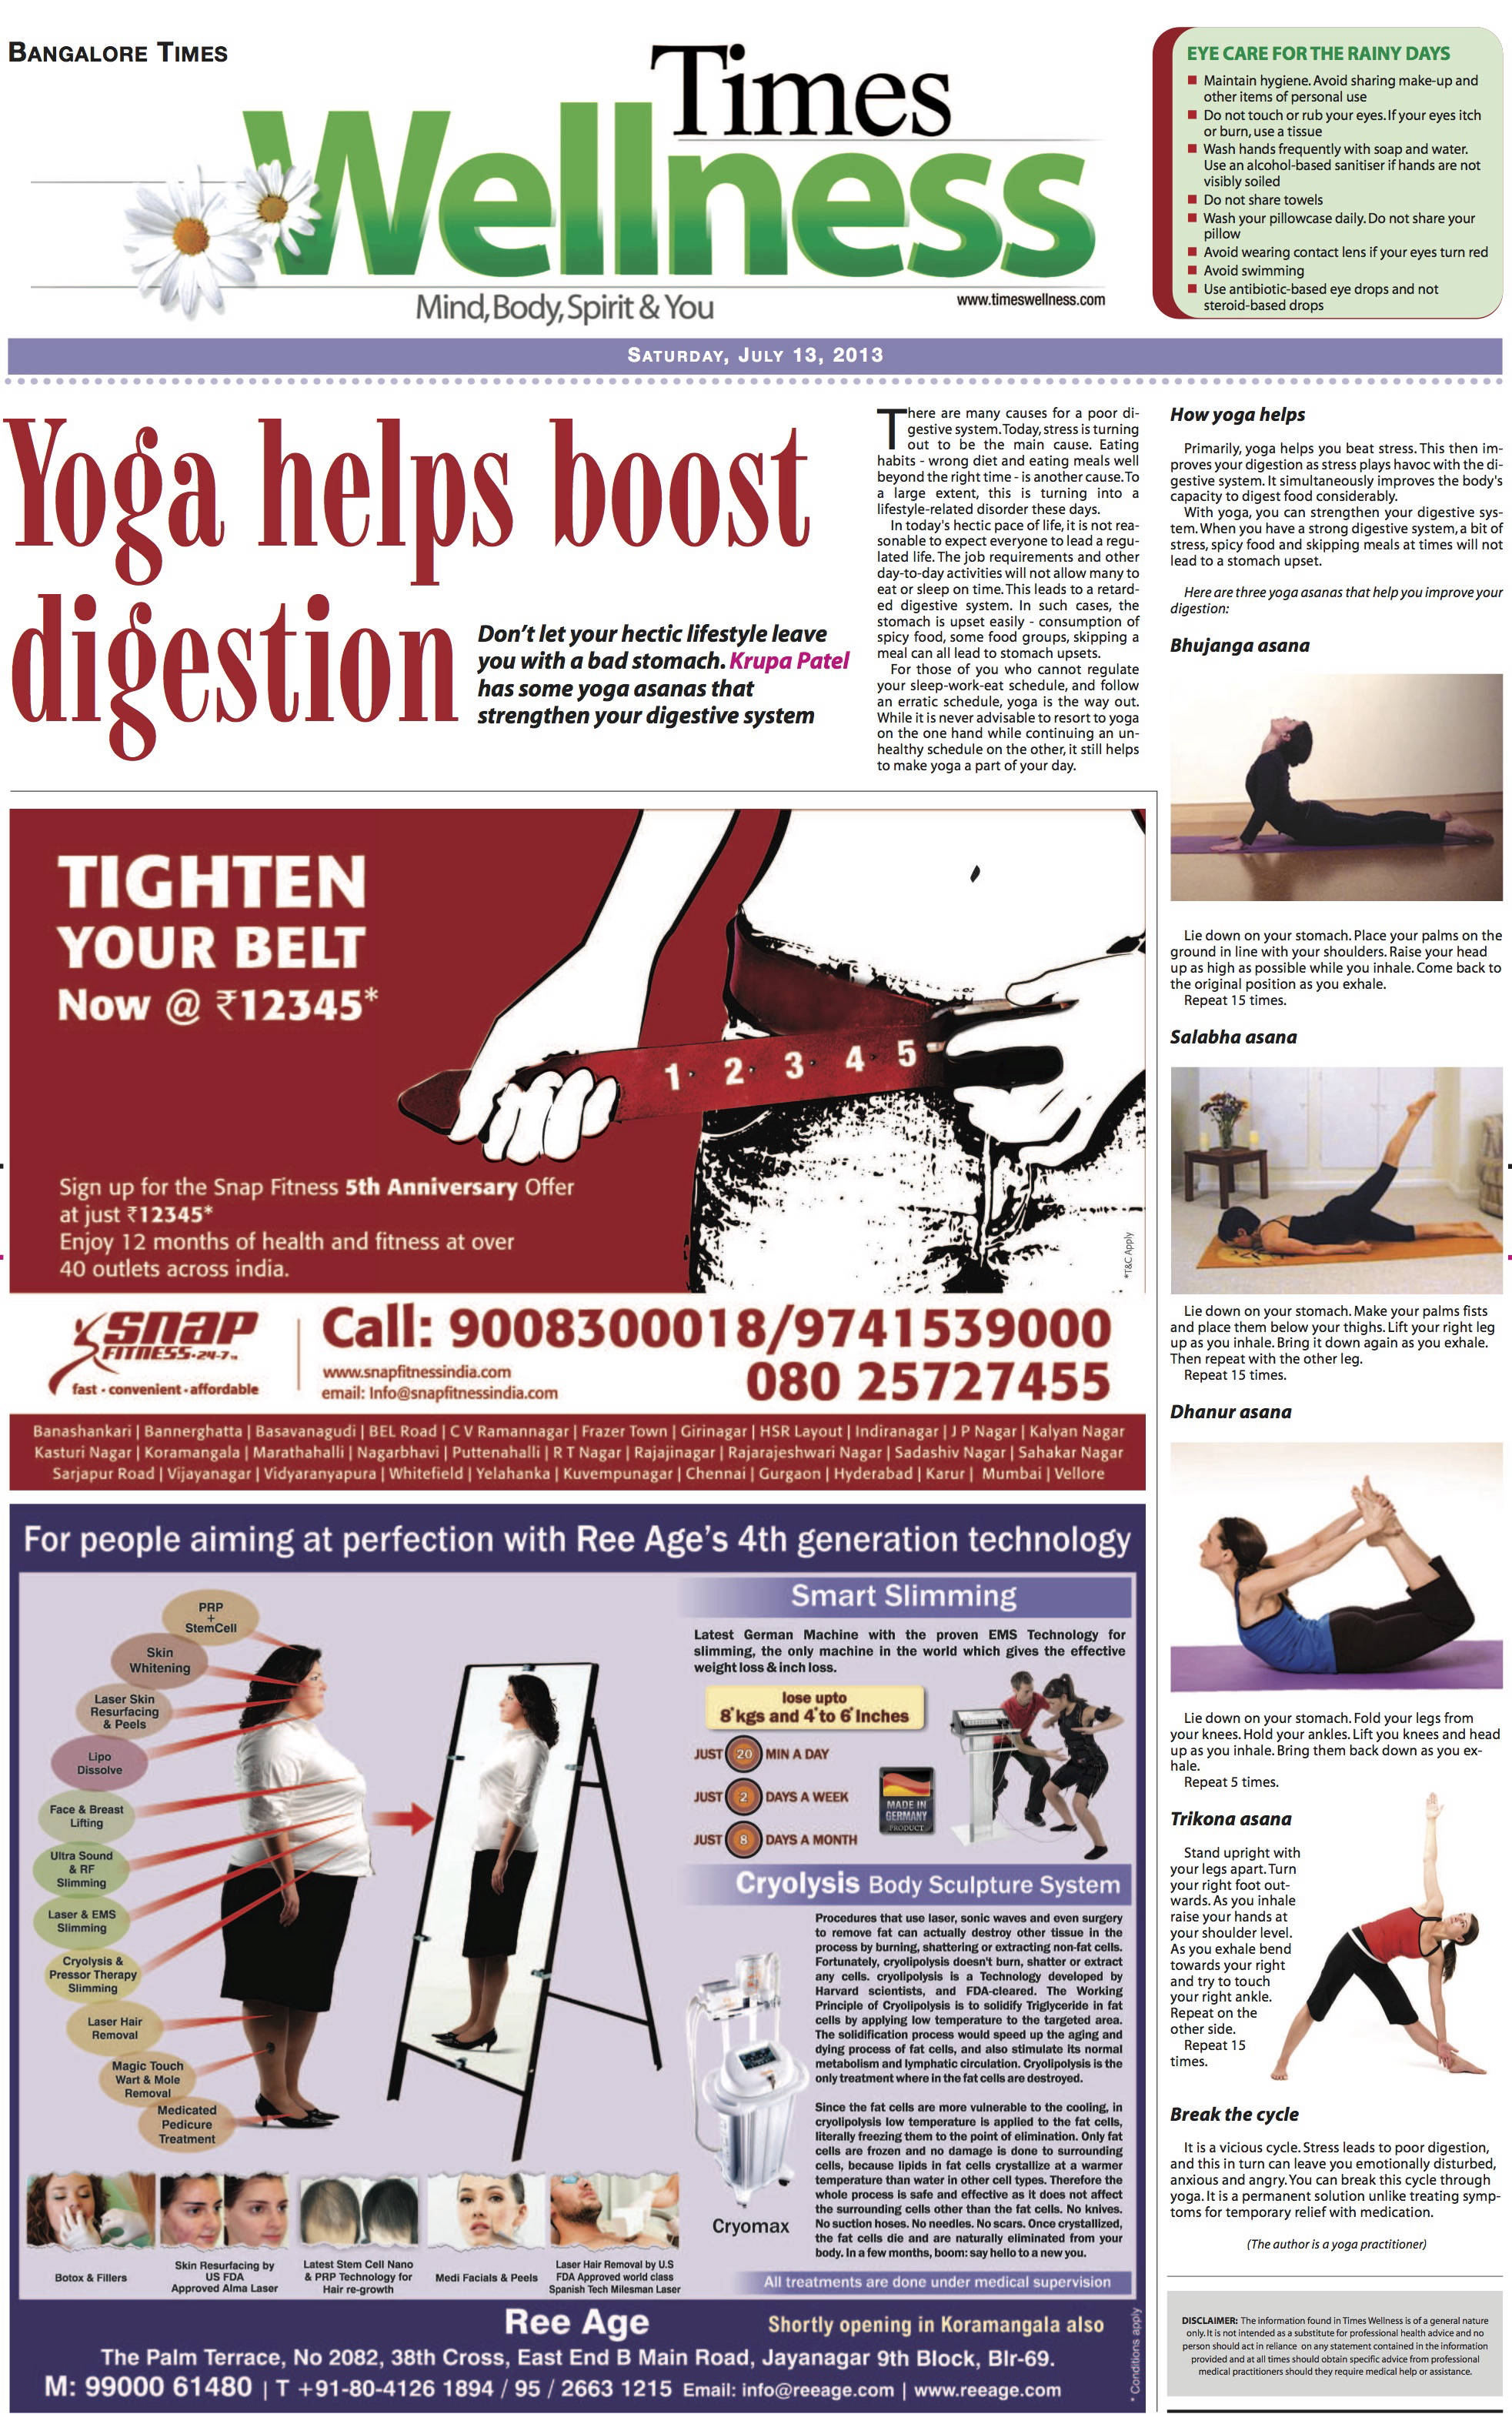 BANGALORE TIMES
Times
Wellness
Mind, Body, Spirit & You
www.timeswellness.com
EYE CARE FOR THE RAINY DAYS
Maintain hygiene. Avoid sharing make-up and
other items of personal use
Do not touch or rub your eyes. If your eyes itch
or burn, use a tissue
Wash hands frequently with soap and water.
Use an alcohol-based sanitiser if hands are not
visibly soiled
Do not share towels
Wash your pillowcase daily. Do not share your
pillow
Avoid wearing contact lens if your eyes turn red
Avoid swimming
Use antibiotic-based eye drops and not
steroid-based drops
SATURDAY, JULY 13, 2013
Yoga helps boost
digestion
Don't let your hectic lifestyle leave
you with a bad stomach. Krupa Patel
has some yoga asanas that
strengthen your digestive system
There are many causes for a poor di-
gestive system. Today, stress is turning
out to be the main cause. Eating
habits - wrong diet and eating meals well
beyond the right time - is another cause. To
a large extent, this is turning into a
lifestyle-related disorder these days.
In today's hectic pace of life, it is not rea-
sonable to expect everyone to lead a regu-
lated life. The job requirements and other
day-to-day activities will not allow many to
eat or sleep on time. This leads to a retard-
ed digestive system. In such cases, the
stomach is upset easily - consumption of
spicy food, some food groups, skipping a
meal can all lead to stomach upsets.
For those of you who cannot regulate
your sleep-work-eat schedule, and follow
an erratic schedule, yoga is the way out.
While it is never advisable to resort to yoga
on the one hand while continuing an un-
healthy schedule on the other, it still helps
to make yoga a part of your day.
How yoga helps
Primarily, yoga helps you beat stress. This then im-
proves your digestion as stress plays havoc with the di-
gestive system. It simultaneously improves the body's
capacity to digest food considerably.
With yoga, you can strengthen your digestive sys-
tem. When you have a strong digestive system, a bit of
stress, spicy food and skipping meals at times will not
lead to a stomach upset.
Here are three yoga asanas that help you improve your
digestion:
Bhujanga asana
Lie down on your stomach. Place your palms on the
ground in line with your shoulders. Raise your head
up as high as possible while you inhale. Come back to
the original position as you exhale.
Repeat 15 times.
Salabha asana
Lie down on your stomach. Make your palms fists
and place them below your thighs. Lift your right leg
up as you inhale. Bring it down again as you exhale.
Then repeat with the other leg.
Repeat 15 times.
Dhanur asana
Lie down on your stomach. Fold your legs from
your knees. Hold your ankles. Lift you knees and head
up as you inhale. Bring them back down as you ex-
hale.
Repeat 5 times.
Trikona asana
Stand upright with
your legs apart. Turn
your right foot out-
wards. As you inhale
raise your hands at
your shoulder level.
As you exhale bend
towards your right
and try to touch
your right ankle.
Repeat on the
other side.
Repeat 15
times.
Break the cycle
It is a vicious cycle. Stress leads to poor digestion,
and this in turn can leave you emotionally disturbed,
anxious and angry. You can break this cycle through
yoga. It is a permanent solution unlike treating symp-
toms for temporary relief with medication.
(The author is a yoga practitioner)
DISCLAIMER: The information found in Times Wellness is of a general nature
only. It is not intended as a substitute for professional health advice and no
person should act in reliance on any statement contained in the information
provided and at all times should obtain specific advice from professional
medical practitioners should they require medical help or assistance.
TIGHTEN
YOUR BELT
Now @ ₹12345*
1 · 2 · 3 · 4 · 5
Sign up for the Snap Fitness 5th Anniversary Offer
at just ₹12345*
Enjoy 12 months of health and fitness at over
40 outlets across india.
*T&C Apply
snap
FITNESS·24-7
fast · convenient · affordable
Call: 9008300018/9741539000
www.snapfitnessindia.com
email: Info@snapfitnessindia.com
080 25727455
Banashankari | Bannerghatta | Basavanagudi | BEL Road | C V Ramannagar | Frazer Town | Girinagar | HSR Layout | Indiranagar | J P Nagar | Kalyan Nagar
Kasturi Nagar | Koramangala | Marathahalli | Nagarbhavi | Puttenahalli | R T Nagar | Rajajinagar | Rajarajeshwari Nagar | Sadashiv Nagar | Sahakar Nagar
Sarjapur Road | Vijayanagar | Vidyaranyapura | Whitefield | Yelahanka | Kuvempunagar | Chennai | Gurgaon | Hyderabad | Karur | Mumbai | Vellore
For people aiming at perfection with Ree Age's 4th generation technology
PRP
+
StemCell
Skin
Whitening
Laser Skin
Resurfacing
& Peels
Lipo
Dissolve
Face & Breast
Lifting
Ultra Sound
& RF
Slimming
Laser & EMS
Slimming
Cryolysis &
Pressor Therapy
Slimming
Laser Hair
Removal
Magic Touch
Wart & Mole
Removal
Medicated
Pedicure
Treatment
Smart Slimming
Latest German Machine with the proven EMS Technology for
slimming, the only machine in the world which gives the effective
weight loss & inch loss.
lose upto
8*kgs and 4*to 6*Inches
JUST 20 MIN A DAY
JUST 2 DAYS A WEEK
JUST 8 DAYS A MONTH
MADE IN
GERMANY
PRODUCT
Cryolysis Body Sculpture System
Procedures that use laser, sonic waves and even surgery
to remove fat can actually destroy other tissue in the
process by burning, shattering or extracting non-fat cells.
Fortunately, cryolipolysis doesn't burn, shatter or extract
any cells. cryolipolysis is a Technology developed by
Harvard scientists, and FDA-cleared. The Working
Principle of Cryolipolysis is to solidify Triglyceride in fat
cells by applying low temperature to the targeted area.
The solidification process would speed up the aging and
dying process of fat cells, and also stimulate its normal
metabolism and lymphatic circulation. Cryolipolysis is the
only treatment where in the fat cells are destroyed.
Since the fat cells are more vulnerable to the cooling, in
cryolipolysis low temperature is applied to the fat cells,
literally freezing them to the point of elimination. Only fat
cells are frozen and no damage is done to surrounding
cells, because lipids in fat cells crystallize at a warmer
temperature than water in other cell types. Therefore the
whole process is safe and effective as it does not affect
the surrounding cells other than the fat cells. No knives.
No suction hoses. No needles. No scars. Once crystallized,
the fat cells die and are naturally eliminated from your
body. In a few months, boom: say hello to a new you.
Cryomax
All treatments are done under medical supervision
Botox & Fillers
Skin Resurfacing by
US FDA
Approved Alma Laser
Latest Stem Cell Nano
& PRP Technology for
Hair re-growth
Medi Facials & Peels
Laser Hair Removal by U.S
FDA Approved world class
Spanish Tech Milesman Laser
Ree Age
Shortly opening in Koramangala also
The Palm Terrace, No 2082, 38th Cross, East End B Main Road, Jayanagar 9th Block, Blr-69.
M: 99000 61480 | T +91-80-4126 1894 / 95 / 2663 1215 Email: info@reeage.com | www.reeage.com
* Conditions apply